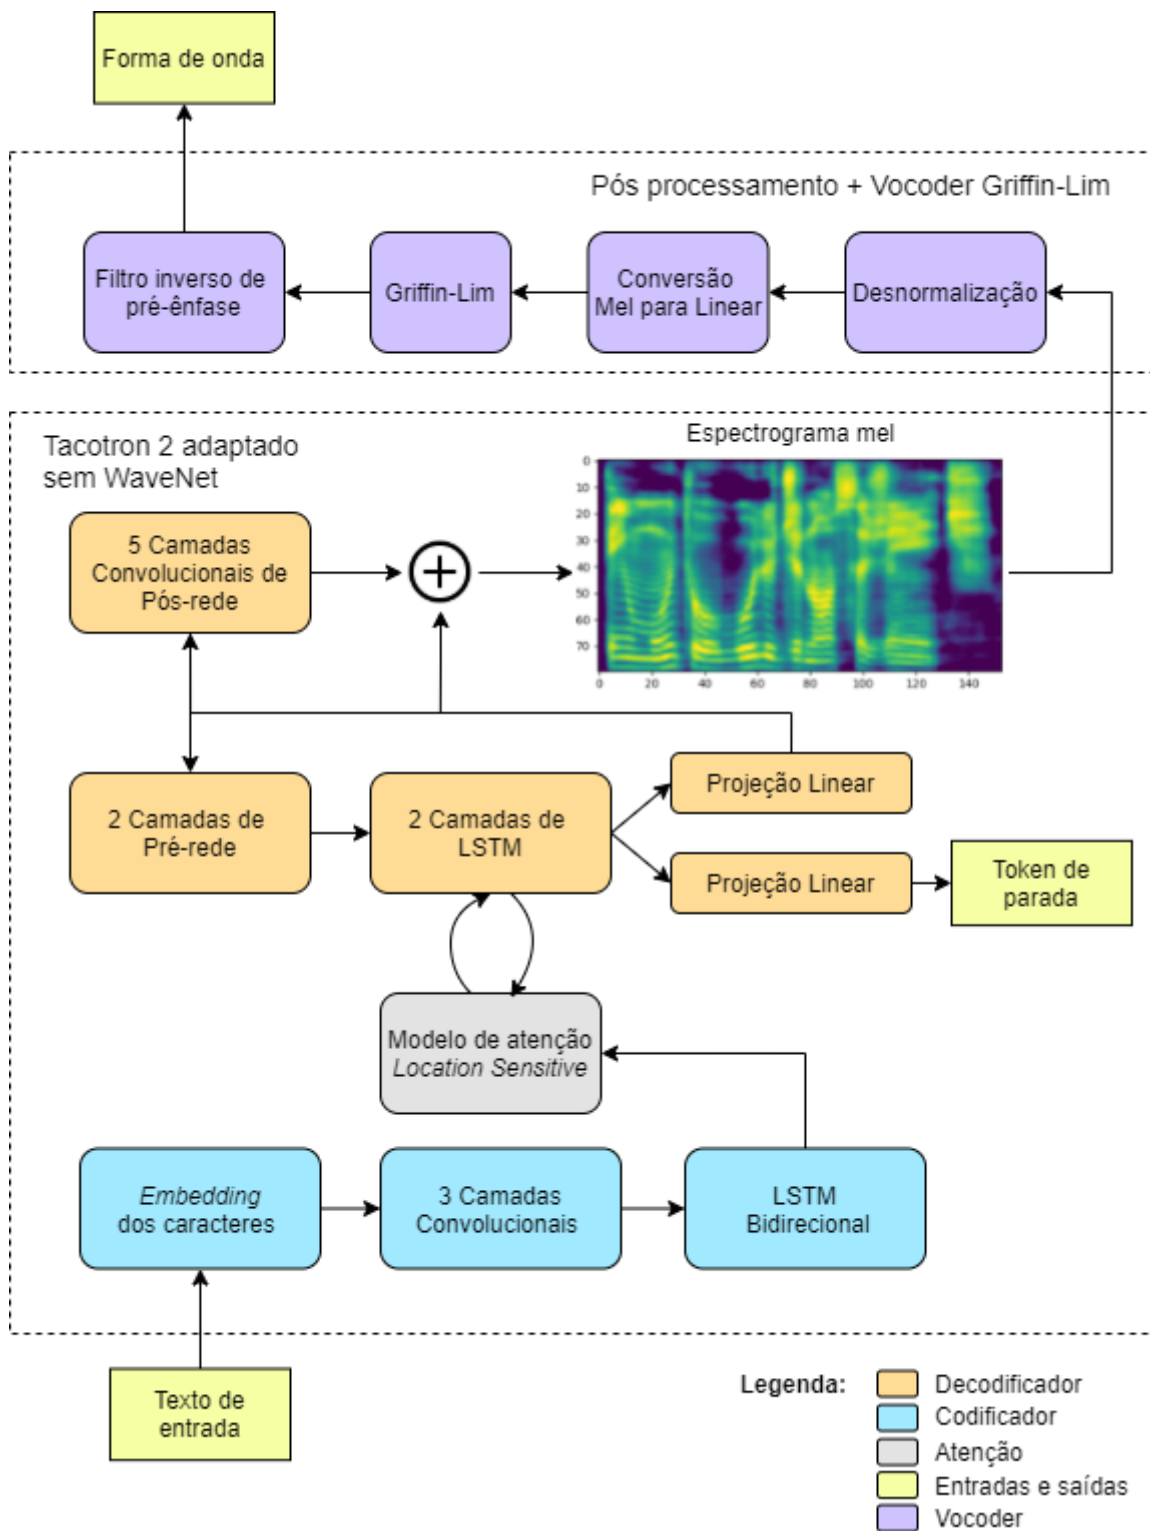 Forma de onda
Pós processamento + Vocoder Griffin-Lim
Filtro inverso de
pré-ênfase
Griffin-Lim
Conversão
Mel para Linear
Desnormalização
Tacotron 2 adaptado
sem WaveNet
Espectrograma mel
0
10
20
30
40
50
60
70
0 20 40 60 80 100 120 140
5 Camadas
Convolucionais de
Pós-rede
2 Camadas de
Pré-rede
2 Camadas de
LSTM
Projeção Linear
Projeção Linear
Token de
parada
Modelo de atenção
Location Sensitive
Embedding
dos caracteres
3 Camadas
Convolucionais
LSTM
Bidirecional
Texto de
entrada
Legenda:
Decodificador
Codificador
Atenção
Entradas e saídas
Vocoder